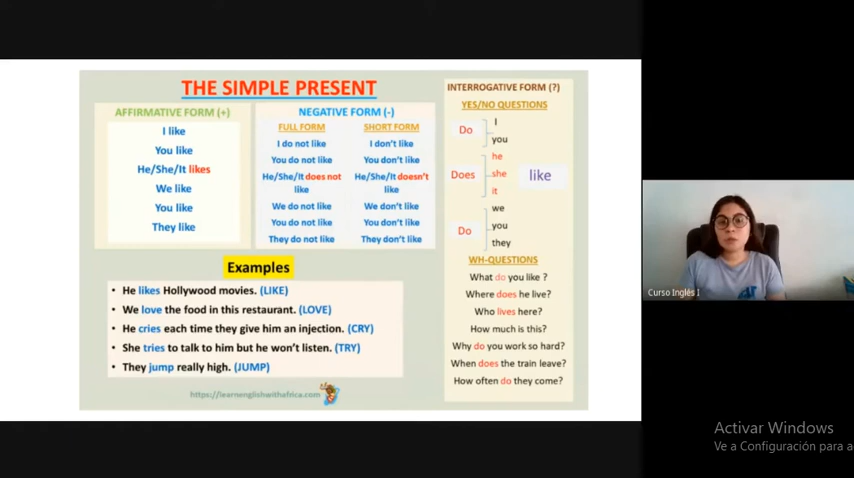 THE SIMPLE PRESENT
AFFIRMATIVE FORM (+)
I like
You like
He/She/It likes
We like
You like
They like
NEGATIVE FORM (-)
FULL FORM
I do not like
You do not like
He/She/It does not
like
We do not like
You do not like
They do not like
SHORT FORM
I don't like
You don't like
He/She/It doesn't
like
We don't like
You don't like
They don't like
Examples
• He likes Hollywood movies. (LIKE)
• We love the food in this restaurant. (LOVE)
• He cries each time they give him an injection. (CRY)
• She tries to talk to him but he won't listen. (TRY)
• They jump really high. (JUMP)
https://learnenglishwithafrica.com
INTERROGATIVE FORM (?)
YES/NO QUESTIONS
Do
I
you
Does
he
she
it
like
Do
we
you
they
WH-QUESTIONS
What do you like ?
Where does he live?
Who lives here?
How much is this?
Why do you work so hard?
When does the train leave?
How often do they come?
Curso Inglés I
Activar Windows
Ve a Configuración para a